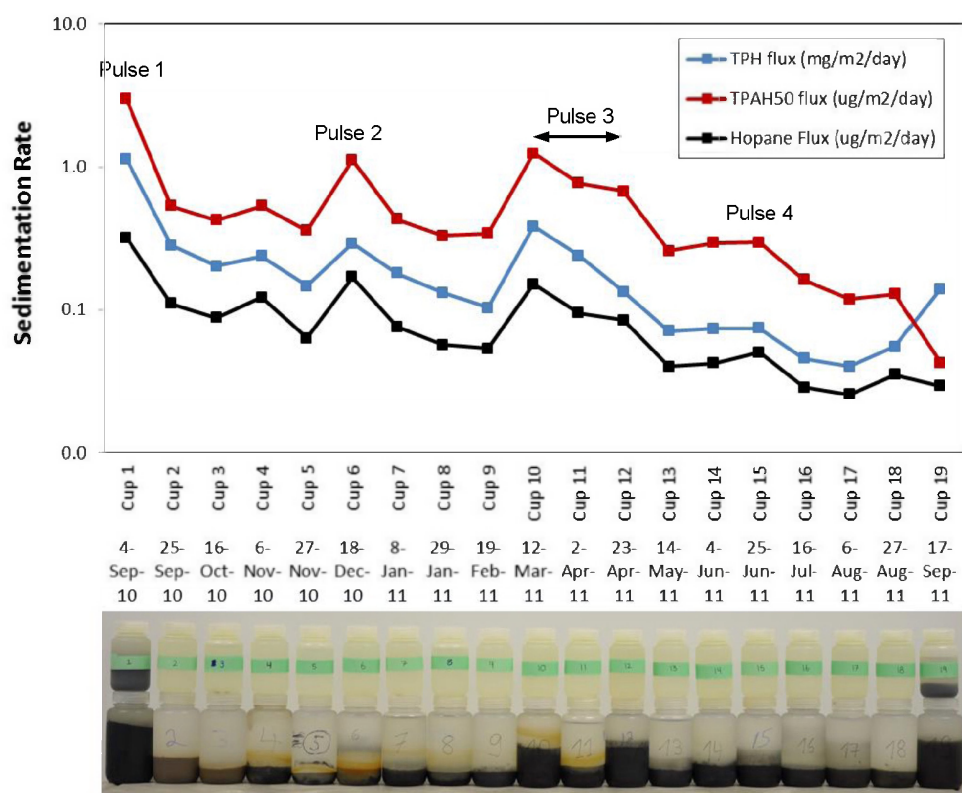 10.0
Pulse 1
TPH flux (mg/m2/day)
TPAH50 flux (ug/m2/day)
Hopane Flux (ug/m2/day)
Pulse 2
Pulse 3
Pulse 4
1.0
0.1
0.0
Sedimentation Rate
Cup 1 Cup 2 Cup 3 Cup 4 Cup 5 Cup 6 Cup 7 Cup 8 Cup 9 Cup 10 Cup 11 Cup 12 Cup 13 Cup 14 Cup 15 Cup 16 Cup 17 Cup 18 Cup 19
4- 25- 16- 6- 27- 18- 8- 29- 19- 12- 2- 23- 14- 4- 25- 16- 6- 27- 17-
Sep- Sep- Oct- Nov- Nov- Dec- Jan- Jan- Feb- Mar- Apr- Apr- May- Jun- Jun- Jul- Aug- Aug- Sep-
10 10 10 10 10 10 11 11 11 11 11 11 11 11 11 11 11 11 11
1 2 3 4 5 6 7 8 9 10 11 12 13 14 15 16 17 18 19
2 3 4 5 6 7 8 9 10 11 12 13 14 15 16 17 18 19